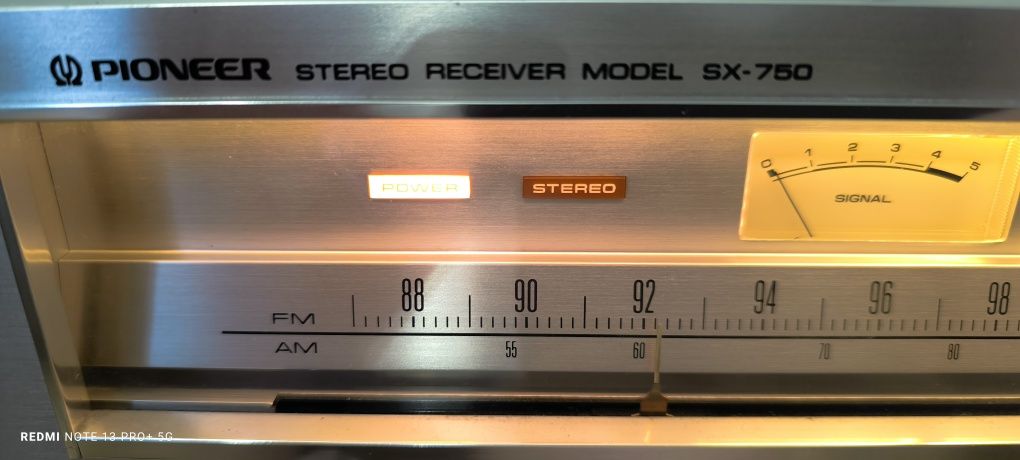 PIONEER STEREO RECEIVER MODEL SX-750
POWER STEREO
0 1 2 3 4 5
SIGNAL
88 90 92 94 96 98
FM
AM 55 60 70 80
REDMI NOTE 13 PRO+ 5G